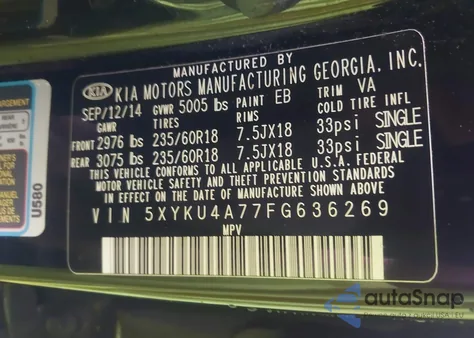 MANUFACTURED BY
KIA KIA MOTORS MANUFACTURING GEORGIA, INC.
SEP/12/14 GVWR 5005 lbs PAINT EB TRIM VA
GAWR TIRES RIMS COLD TIRE INFL
FRONT 2976 lbs 235/60R18 7.5JX18 33psi SINGLE
REAR 3075 lbs 235/60R18 7.5JX18 33psi SINGLE
THIS VEHICLE CONFORMS TO ALL APPLICABLE U.S.A. FEDERAL
MOTOR VEHICLE SAFETY AND THEFT PREVENTION STANDARDS
IN EFFECT ON THE DATE OF MANUFACTURE SHOWN ABOVE
VIN 5XYKU4A77FG636269
MPV
U580
autoSnap